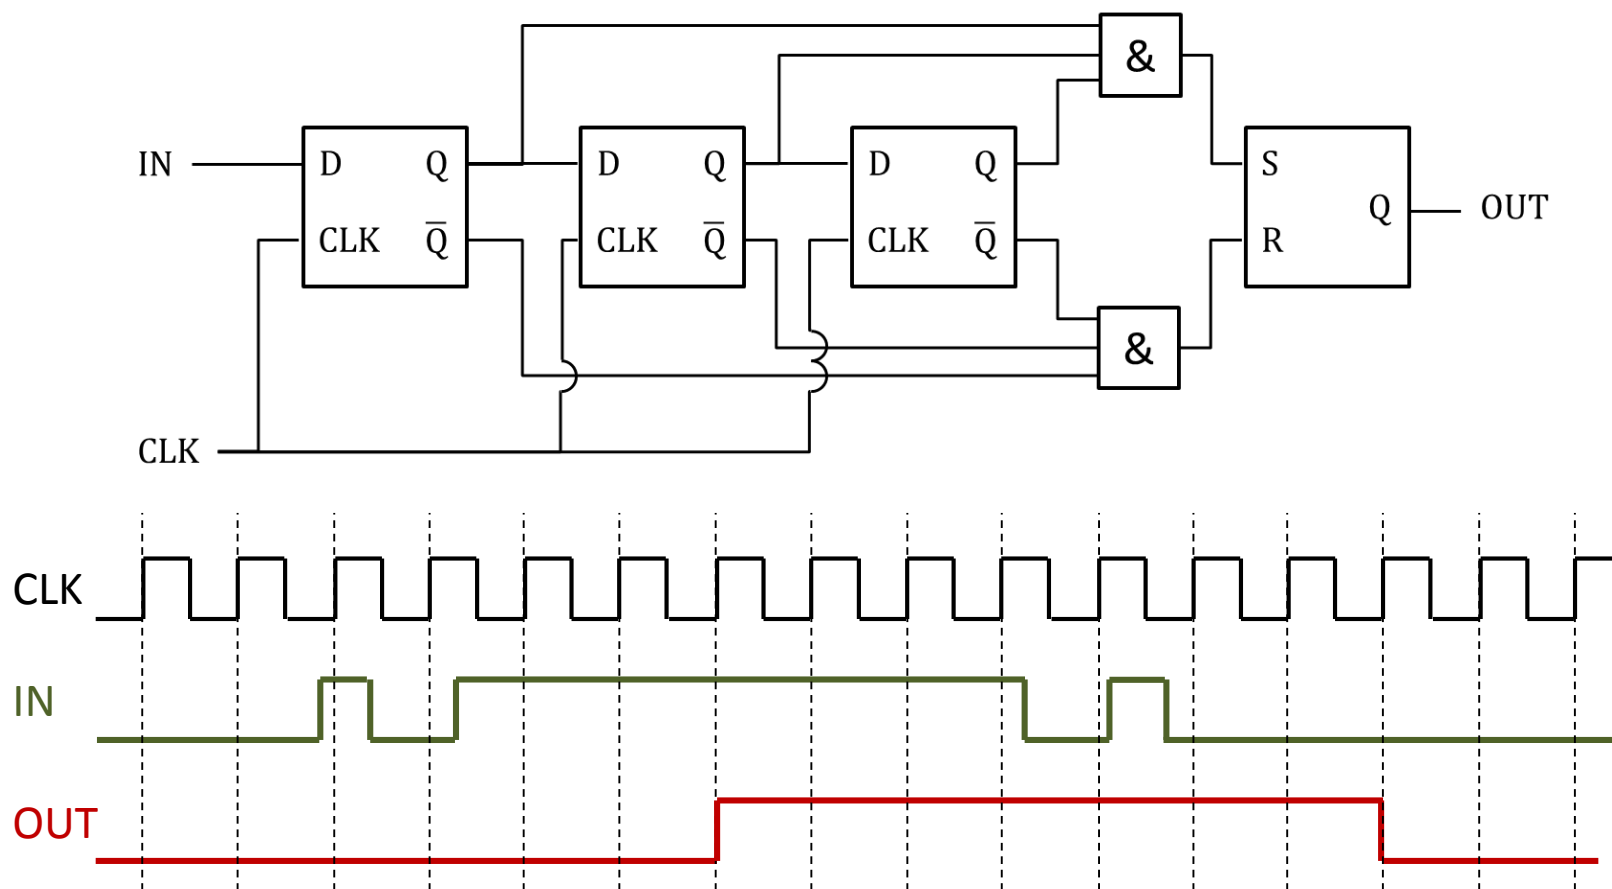 &
IN D Q D Q D Q S
Q OUT
CLK Q̅ CLK Q̅ CLK Q̅ R
&
CLK
CLK
IN
OUT